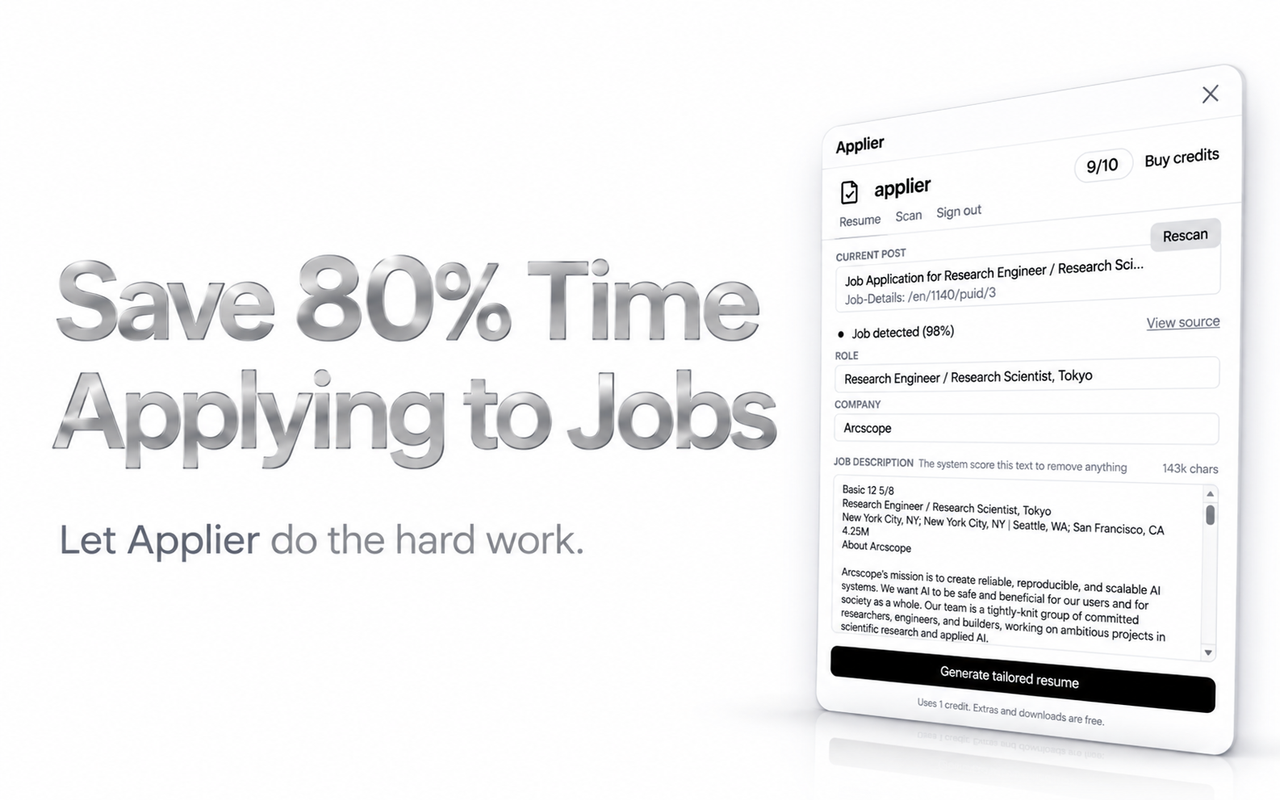 Save 80% Time
Applying to Jobs
Let Applier do the hard work.
Applier
applier
9/10
Buy credits
Resume
Scan
Sign out
CURRENT POST
Rescan
Job Application for Research Engineer / Research Sci...
Job-Details: /en/1140/puid/3
Job detected (98%)
View source
ROLE
Research Engineer / Research Scientist, Tokyo
COMPANY
Arcscope
JOB DESCRIPTION The system score this text to remove anything
143k chars
Basic 12 5/8
Research Engineer / Research Scientist, Tokyo
New York City, NY; New York City, NY | Seattle, WA; San Francisco, CA
4.25M
About Arcscope
Arcscope's mission is to create reliable, reproducible, and scalable AI
systems. We want AI to be safe and beneficial for our users and for
society as a whole. Our team is a tightly-knit group of committed
researchers, engineers, and builders, working on ambitious projects in
scientific research and applied AI.
Generate tailored resume
Uses 1 credit. Extras and downloads are free.